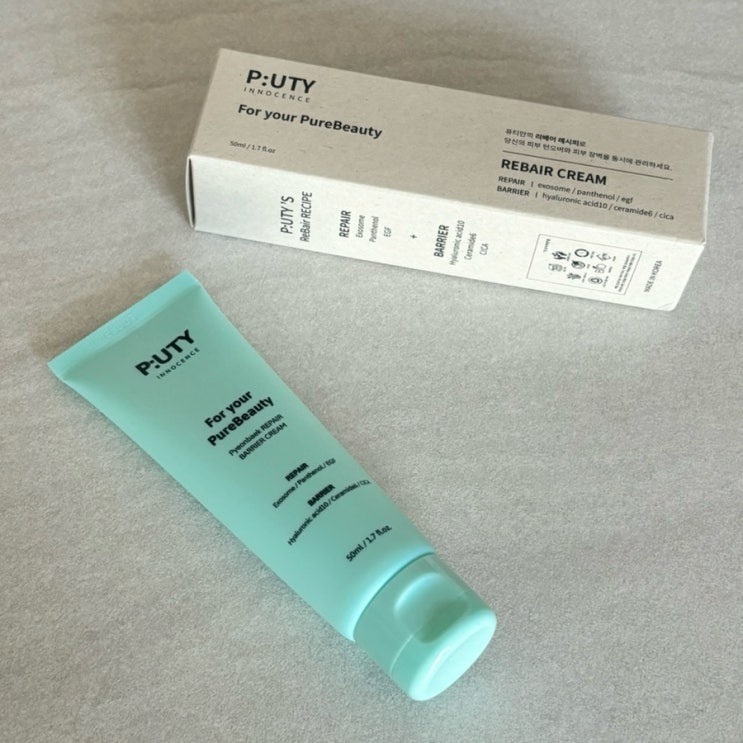 P:UTY
INNOCENCE
For your PureBeauty
50ml / 1.7 fl.oz
퓨티만의 리베어 레시피로
당신의 피부 턴오버와 피부 장벽을 동시에 관리하세요.
REBAIR CREAM
REPAIR | exosome / panthenol / egf
BARRIER | hyaluronic acid10 / ceramide6 / cica
P:UTY'S
ReBair RECIPE
REPAIR
Exosome
Panthenol
EGF
+
BARRIER
Hyaluronic acid10
Ceramide6
CICA
MADE IN KOREA
P:UTY
INNOCENCE
For your
PureBeauty
Pyeonbaek REPAIR
BARRIER CREAM
REPAIR
Exosome / Panthenol / EGF
BARRIER
Hyaluronic acid10 / Ceramide6 / CICA
50ml / 1.7 fl.oz